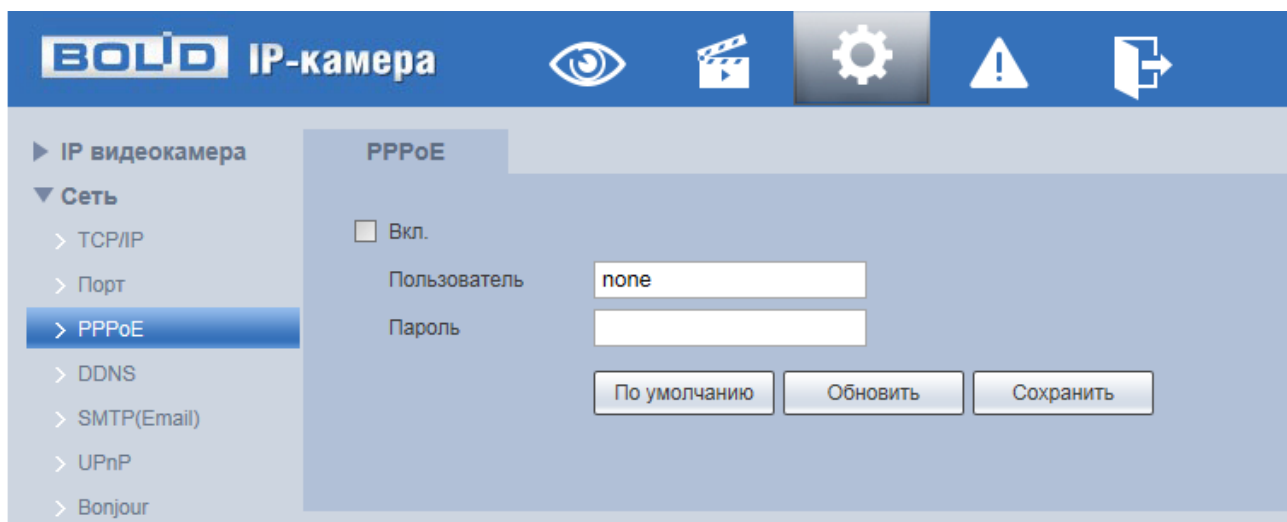 BOLID IP-камера
IP видеокамера
Сеть
TCP/IP
Порт
PPPoE
DDNS
SMTP(Email)
UPnP
Bonjour
PPPoE
Вкл.
Пользователь none
Пароль
По умолчанию Обновить Сохранить